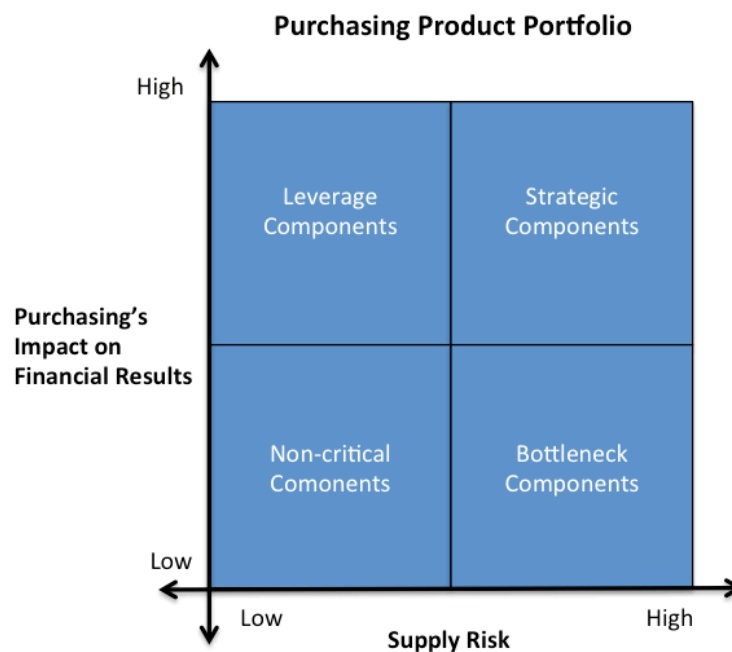 Purchasing Product Portfolio
High
Leverage
Components
Strategic
Components
Purchasing’s
Impact on
Financial Results
Non-critical
Comonents
Bottleneck
Components
Low
Low
High
Supply Risk